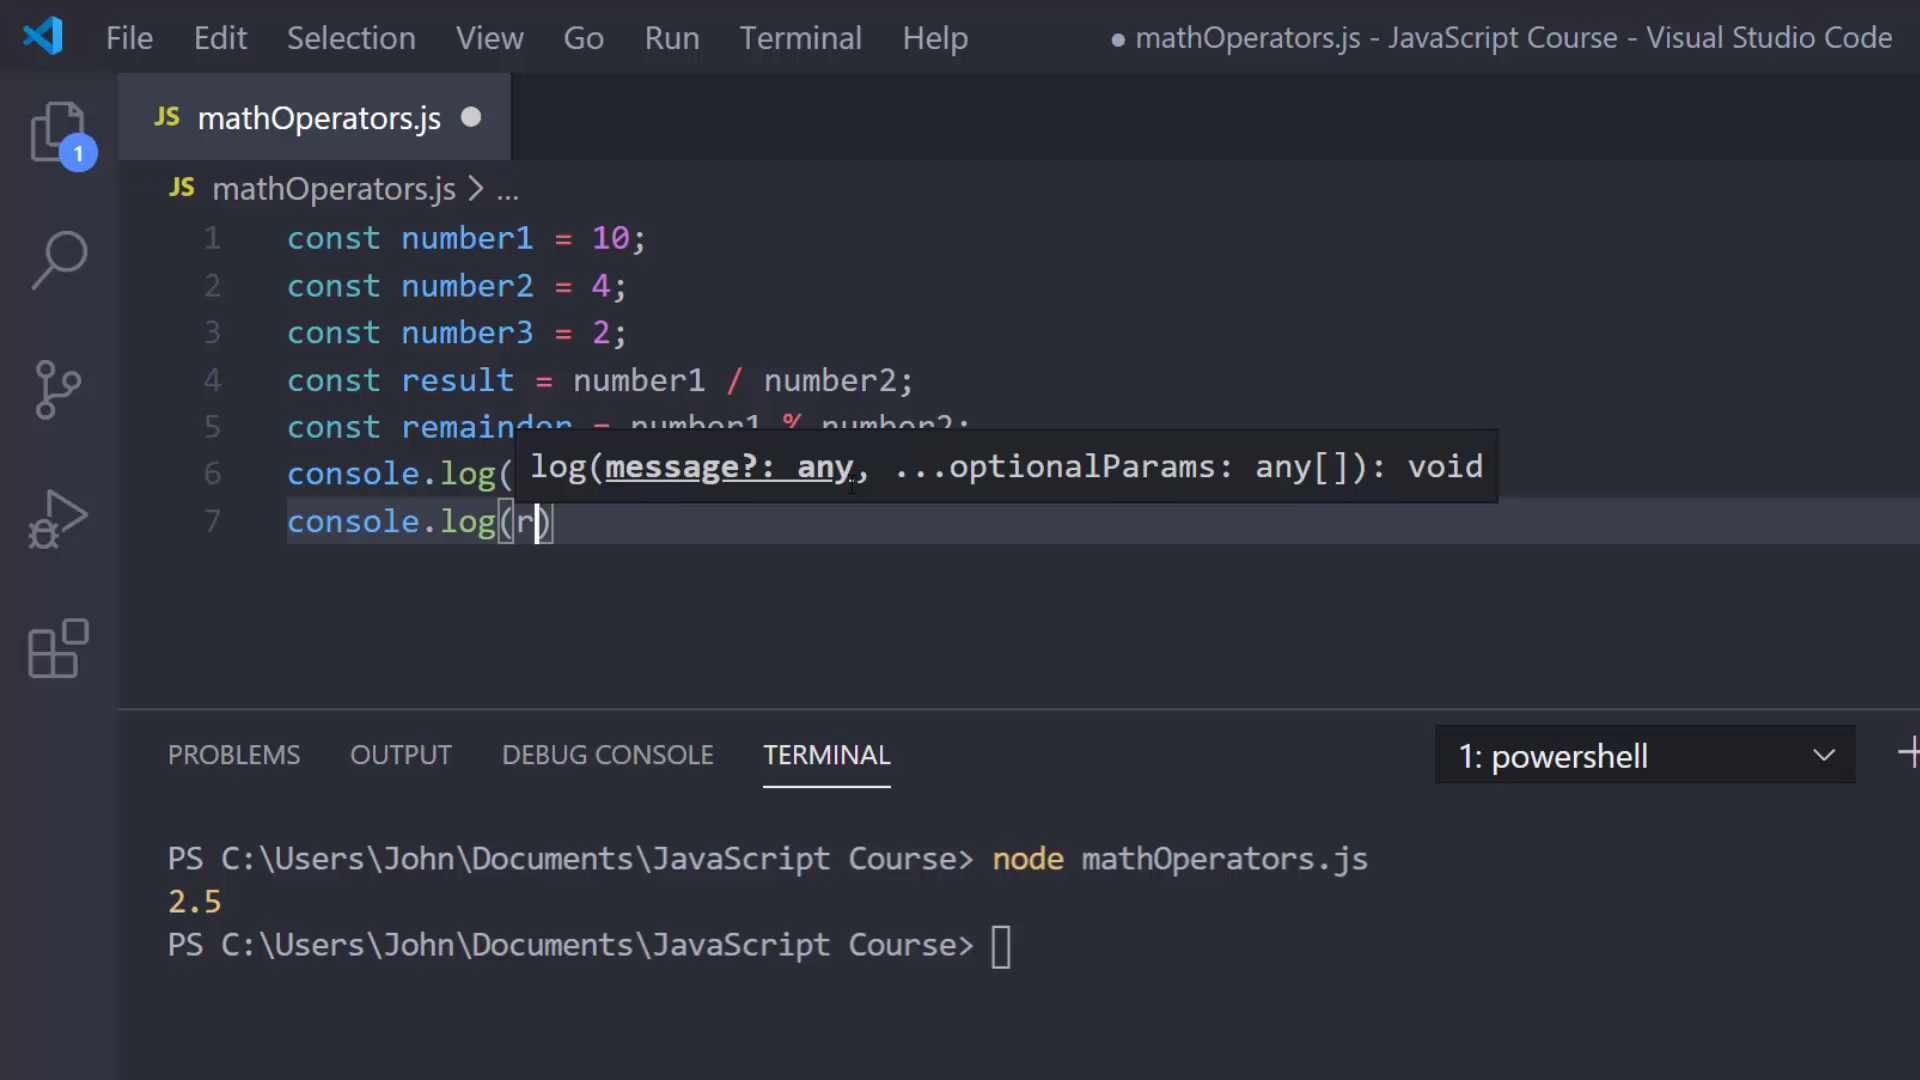 File Edit Selection View Go Run Terminal Help ● mathOperators.js - JavaScript Course - Visual Studio Code
JS mathOperators.js ●
1
JS mathOperators.js > ...
1 const number1 = 10;
2 const number2 = 4;
3 const number3 = 2;
4 const result = number1 / number2;
5 const remainder = number1 % number2;
log(message?: any, ...optionalParams: any[]): void
6 console.log(
7 console.log(r)
PROBLEMS OUTPUT DEBUG CONSOLE TERMINAL 1: powershell
PS C:\Users\John\Documents\JavaScript Course> node mathOperators.js
2.5
PS C:\Users\John\Documents\JavaScript Course>